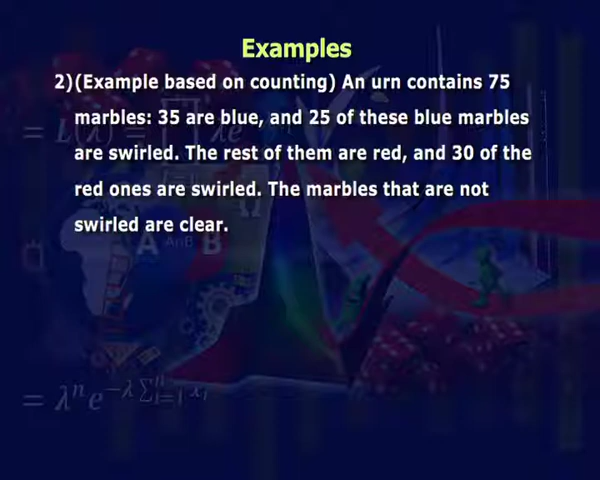 Examples
2)(Example based on counting) An urn contains 75
marbles: 35 are blue, and 25 of these blue marbles
are swirled. The rest of them are red, and 30 of the
red ones are swirled. The marbles that are not
swirled are clear.
A AnB B